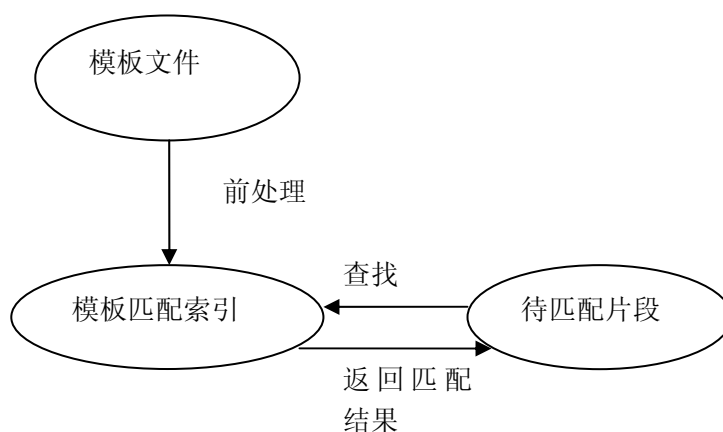 模板文件
前处理
查找
模板匹配索引
待匹配片段
返回匹配
结果